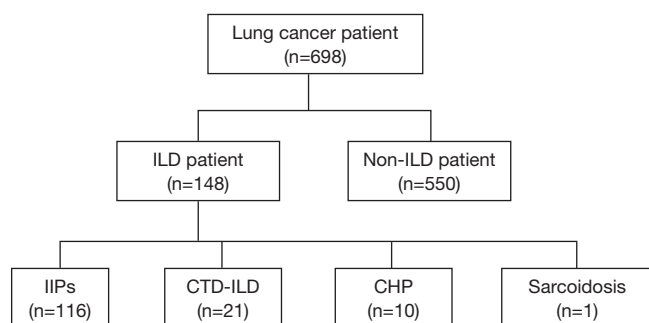 Lung cancer patient
(n=698)
ILD patient
(n=148)
Non-ILD patient
(n=550)
IIPs
(n=116)
CTD-ILD
(n=21)
CHP
(n=10)
Sarcoidosis
(n=1)